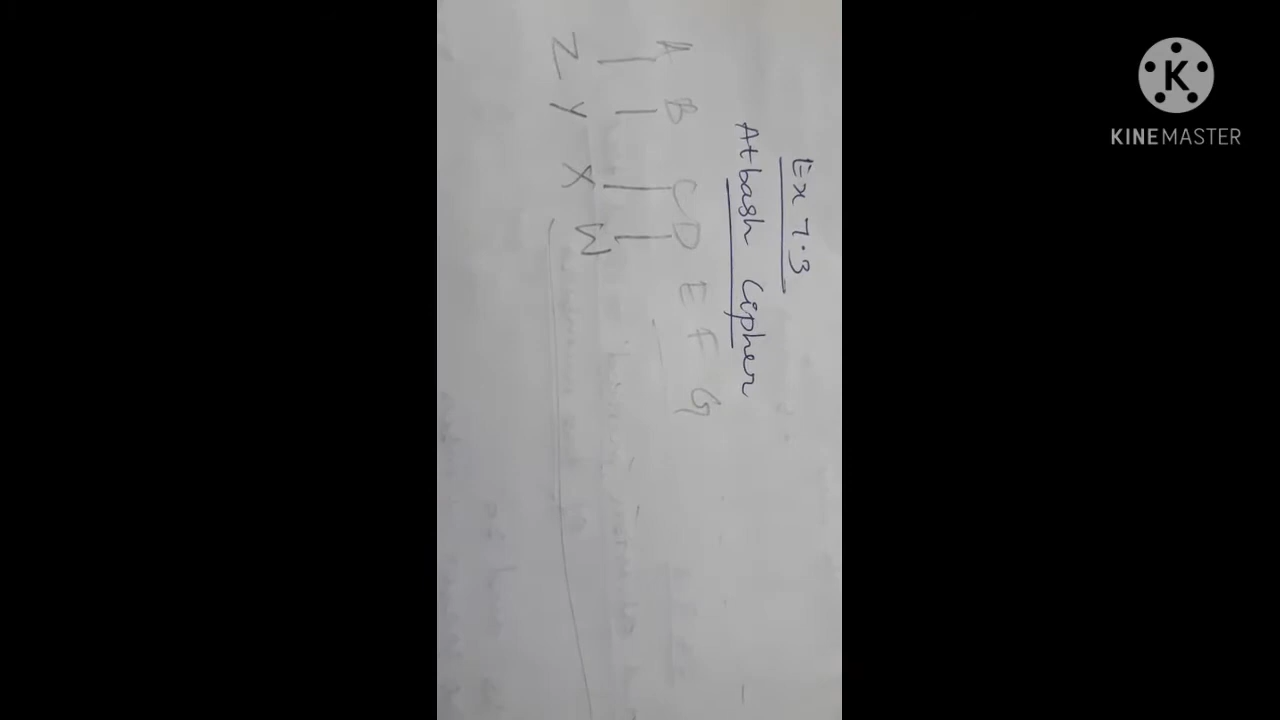 Ex 7.3
Atbash Cipher
A B C D E F G
Z Y X W
KINEMASTER